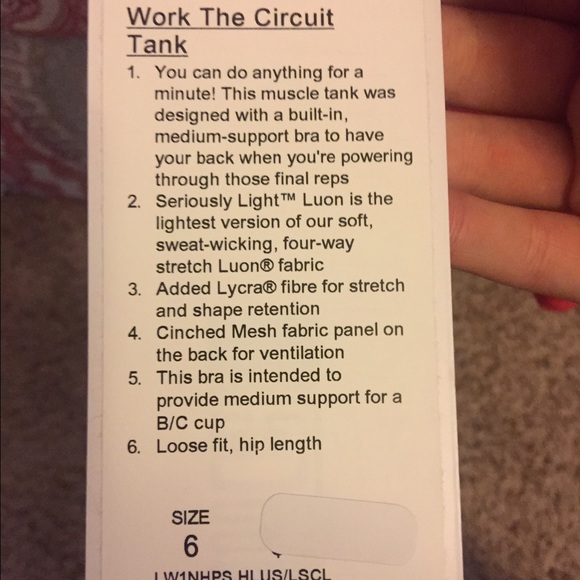 Work The Circuit
Tank
1. You can do anything for a
minute! This muscle tank was
designed with a built-in,
medium-support bra to have
your back when you're powering
through those final reps
2. Seriously Light™ Luon is the
lightest version of our soft,
sweat-wicking, four-way
stretch Luon® fabric
3. Added Lycra® fibre for stretch
and shape retention
4. Cinched Mesh fabric panel on
the back for ventilation
5. This bra is intended to
provide medium support for a
B/C cup
6. Loose fit, hip length
SIZE
6
LW1NHPS HLUS/LSCL